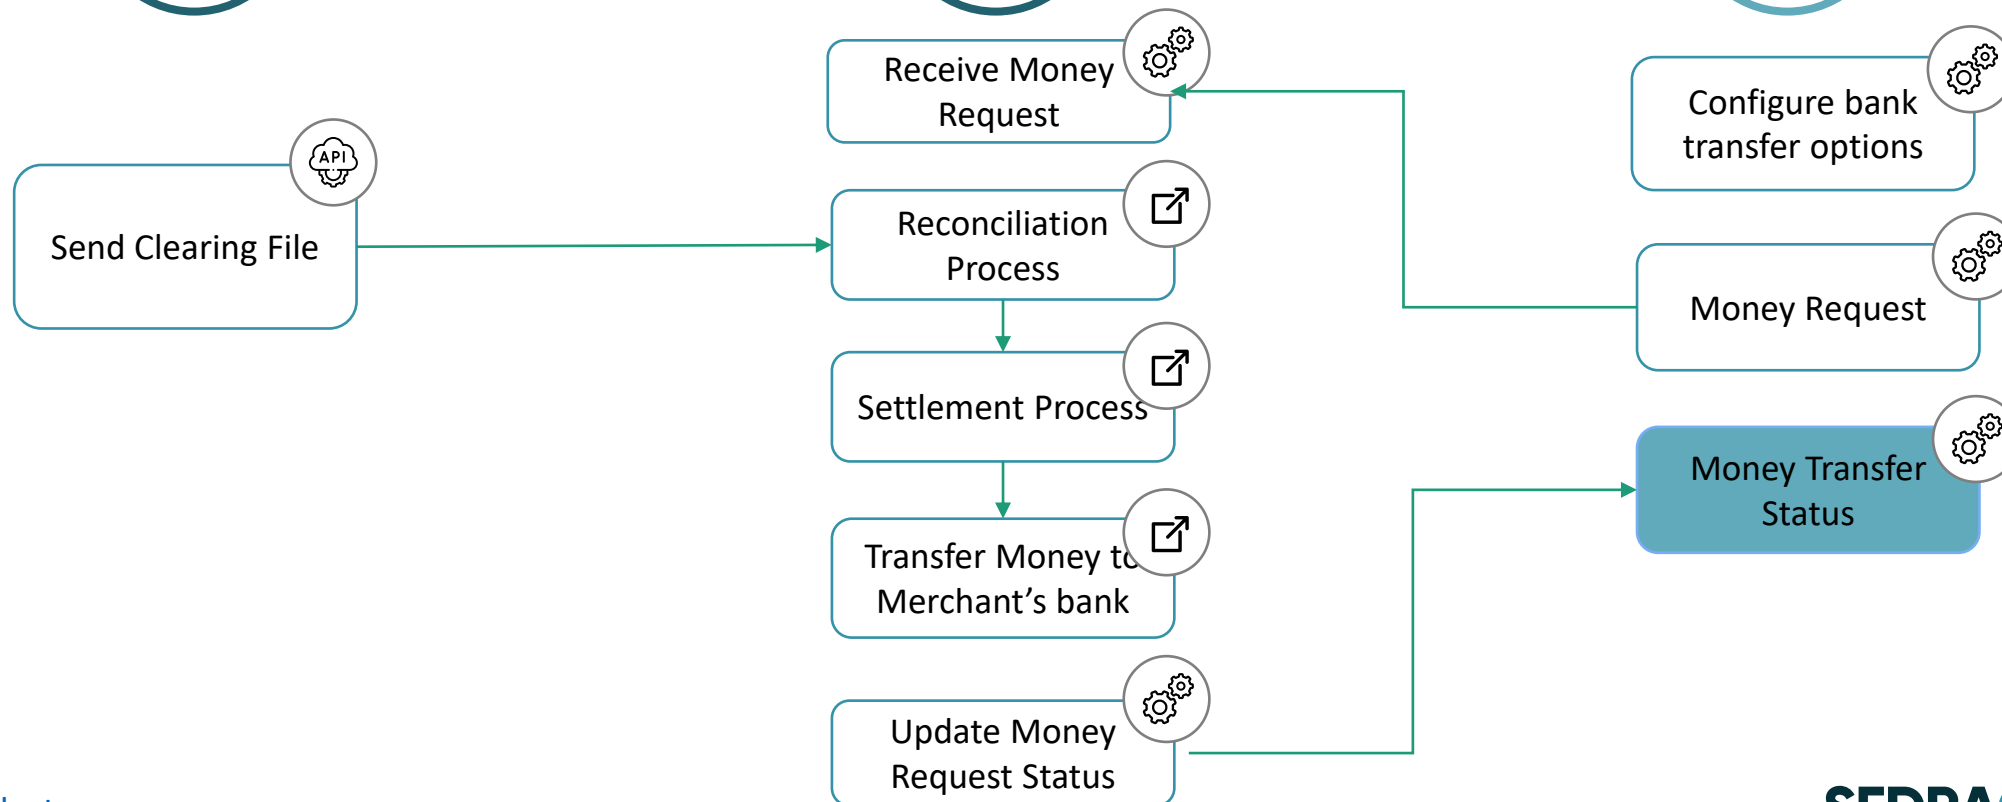 Receive Money
Request
Configure bank
transfer options
API
Send Clearing File
Reconciliation
Process
Money Request
Settlement Process
Money Transfer
Status
Transfer Money to
Merchant's bank
Update Money
Request Status